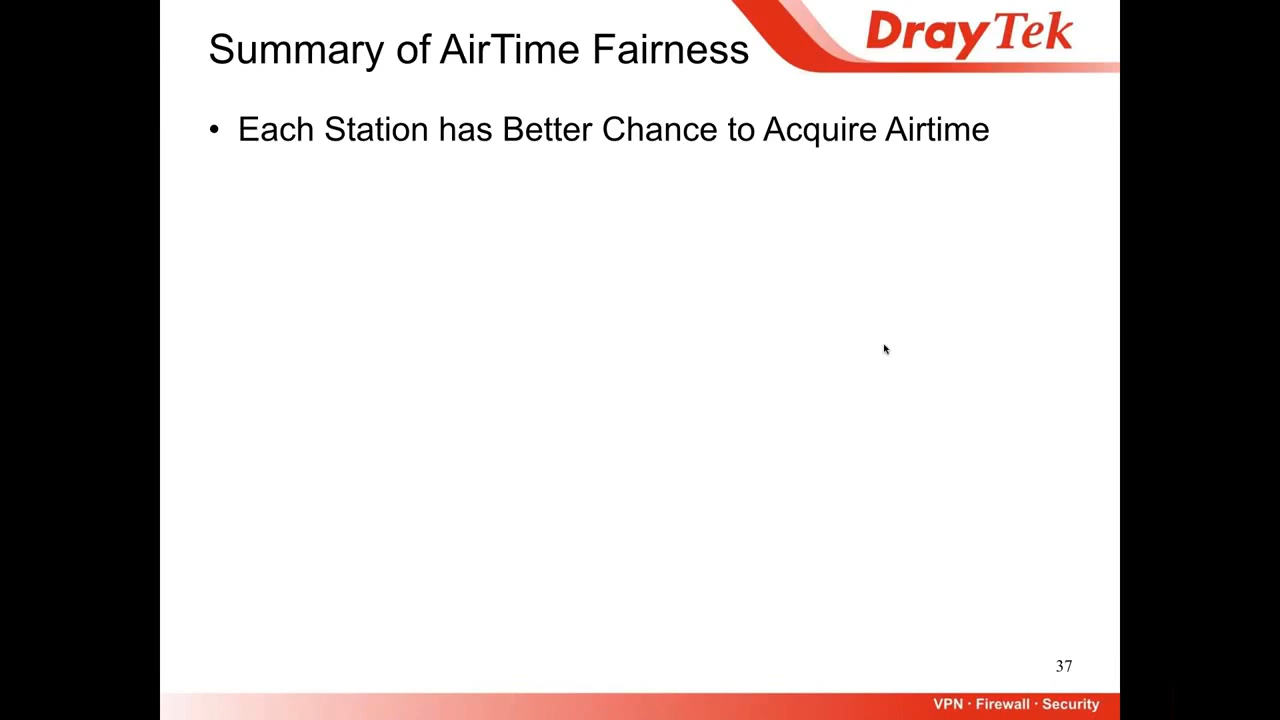 DrayTek
Summary of AirTime Fairness
• Each Station has Better Chance to Acquire Airtime
37
VPN · Firewall · Security